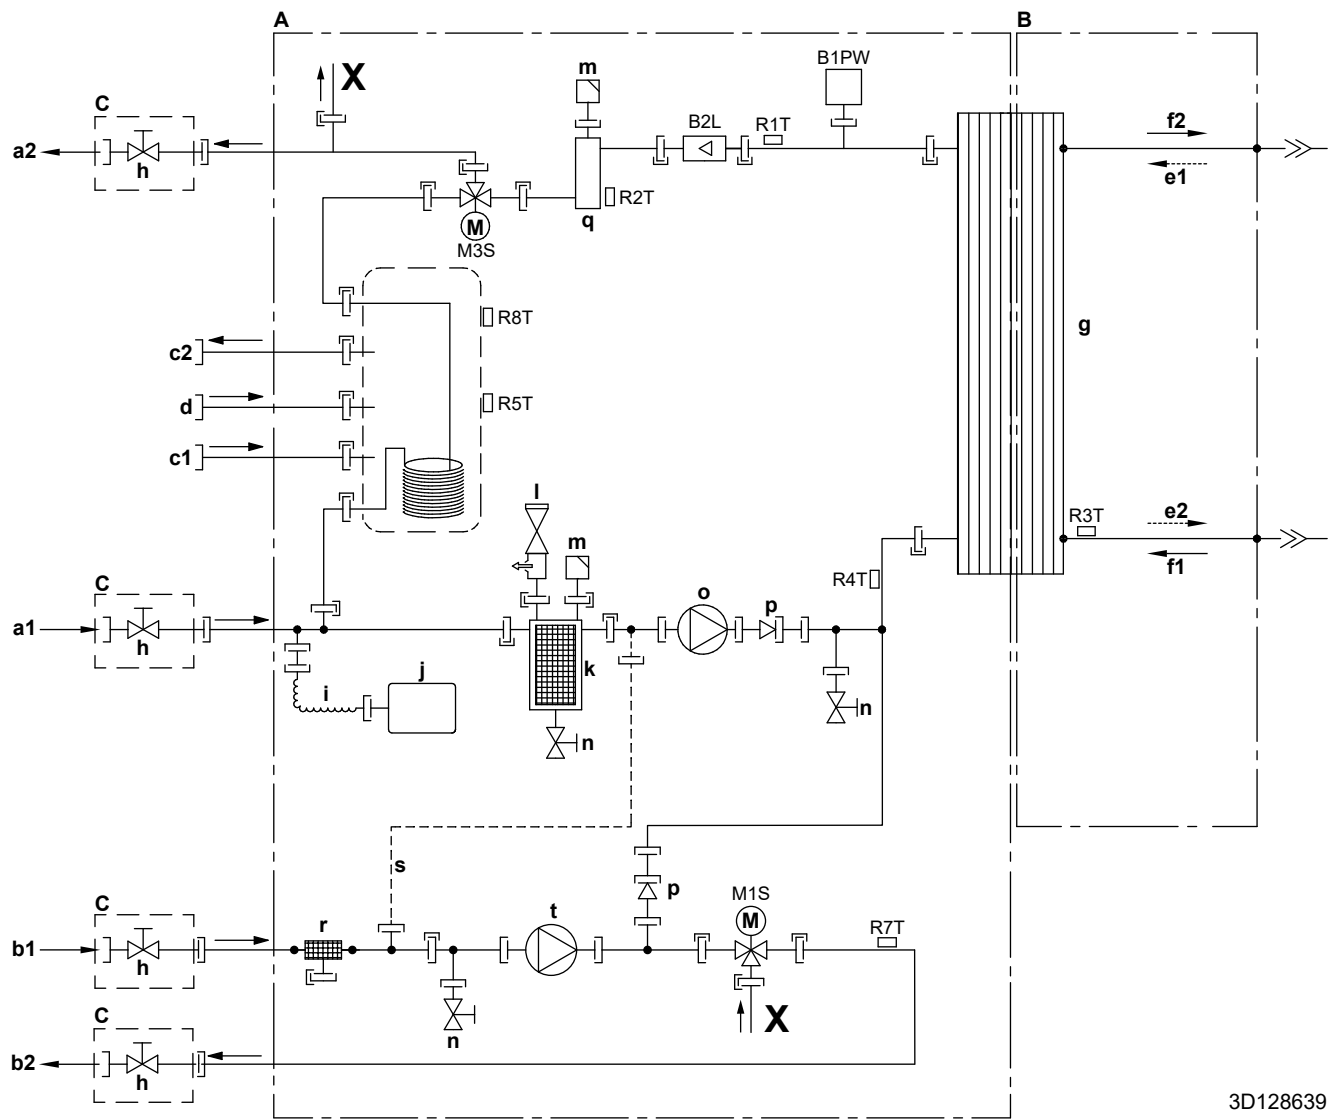 A
B
X
m
B1PW
C
a2
h
B2L
R1T
f2
e1
R2T
q
M
M3S
R8T
g
c2
R5T
d
c1
l
m
R3T
e2
f1
R4T
C
a1
h
o
p
k
j
i
n
n
s
p
M1S
C
b1
h
r
t
M
R7T
n
X
C
b2
h
3D128639